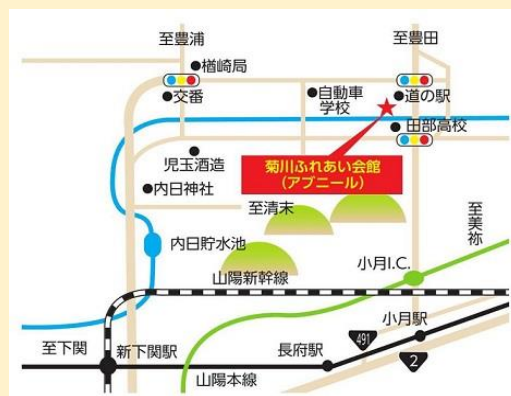 至豊浦
至豊田
楢崎局
交番
自動車
学校
道の駅
田部高校
児玉酒造
菊川ふれあい会館
(アブニール)
内日神社
至清末
至美祢
内日貯水池
小月I.C.
山陽新幹線
小月駅
491
至下関
新下関駅
長府駅
2
山陽本線